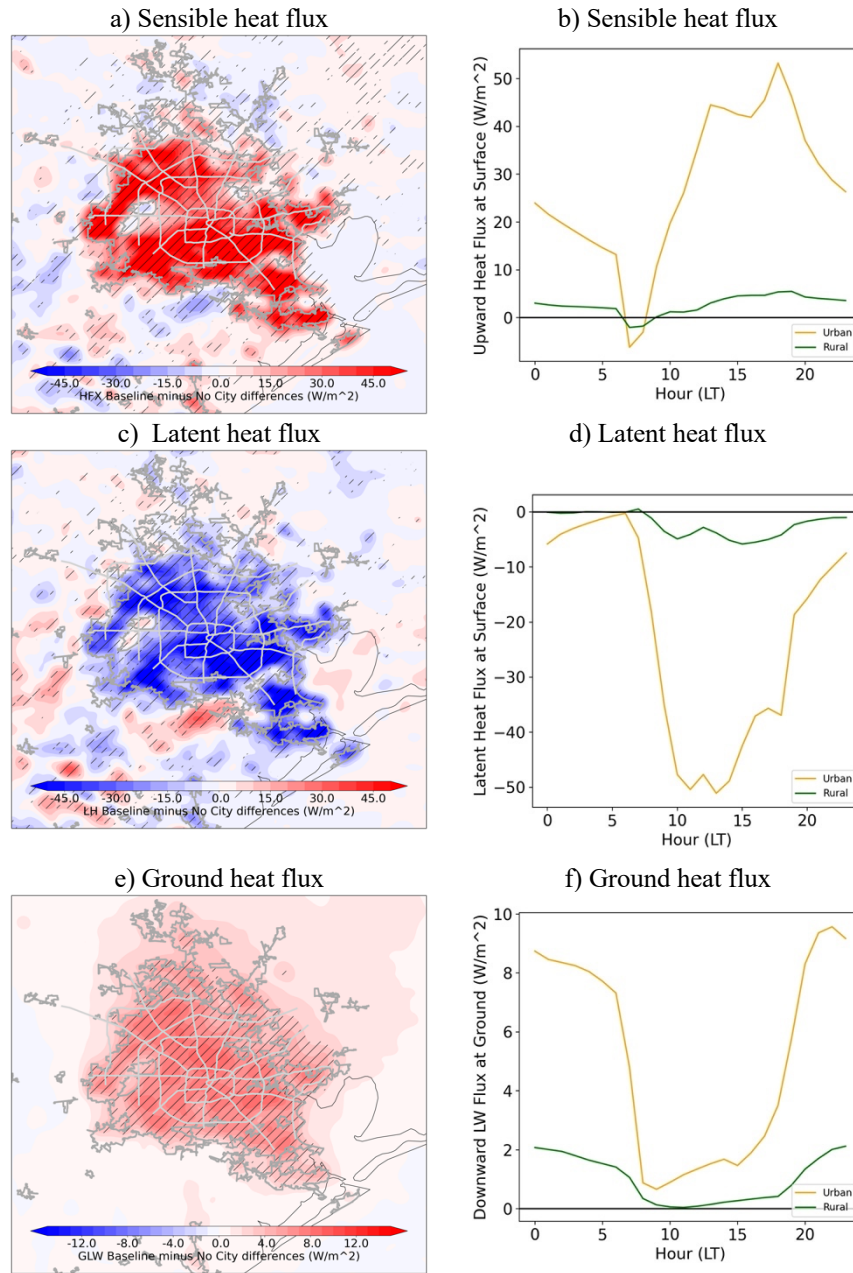 a) Sensible heat flux
b) Sensible heat flux
-45.0 -30.0 -15.0 0.0 15.0 30.0 45.0
HFX Baseline minus No City differences (W/m^2)
Upward Heat Flux at Surface (W/m^2)
50
40
30
20
10
0
Urban
Rural
0 5 10 15 20
Hour (LT)
c) Latent heat flux
d) Latent heat flux
-45.0 -30.0 -15.0 0.0 15.0 30.0 45.0
LH Baseline minus No City differences (W/m^2)
Latent Heat Flux at Surface (W/m^2)
0
−10
−20
−30
−40
−50
Urban
Rural
0 5 10 15 20
Hour (LT)
e) Ground heat flux
f) Ground heat flux
-12.0 -8.0 -4.0 0.0 4.0 8.0 12.0
GLW Baseline minus No City differences (W/m^2)
Downward LW Flux at Ground (W/m^2)
10
8
6
4
2
0
Urban
Rural
0 5 10 15 20
Hour (LT)